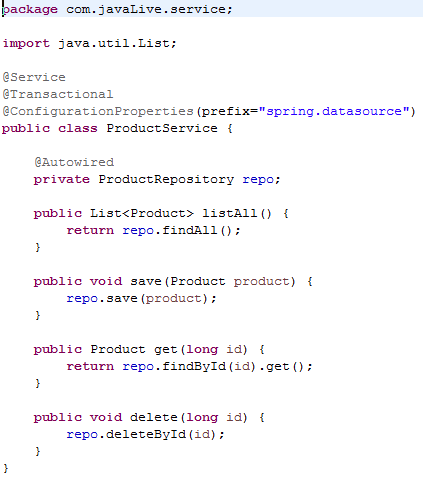 package com.javaLive.service;
import java.util.List;
@Service
@Transactional
@ConfigurationProperties(prefix="spring.datasource")
public class ProductService {
@Autowired
private ProductRepository repo;
public List<Product> listAll() {
return repo.findAll();
}
public void save(Product product) {
repo.save(product);
}
public Product get(long id) {
return repo.findById(id).get();
}
public void delete(long id) {
repo.deleteById(id);
}
}